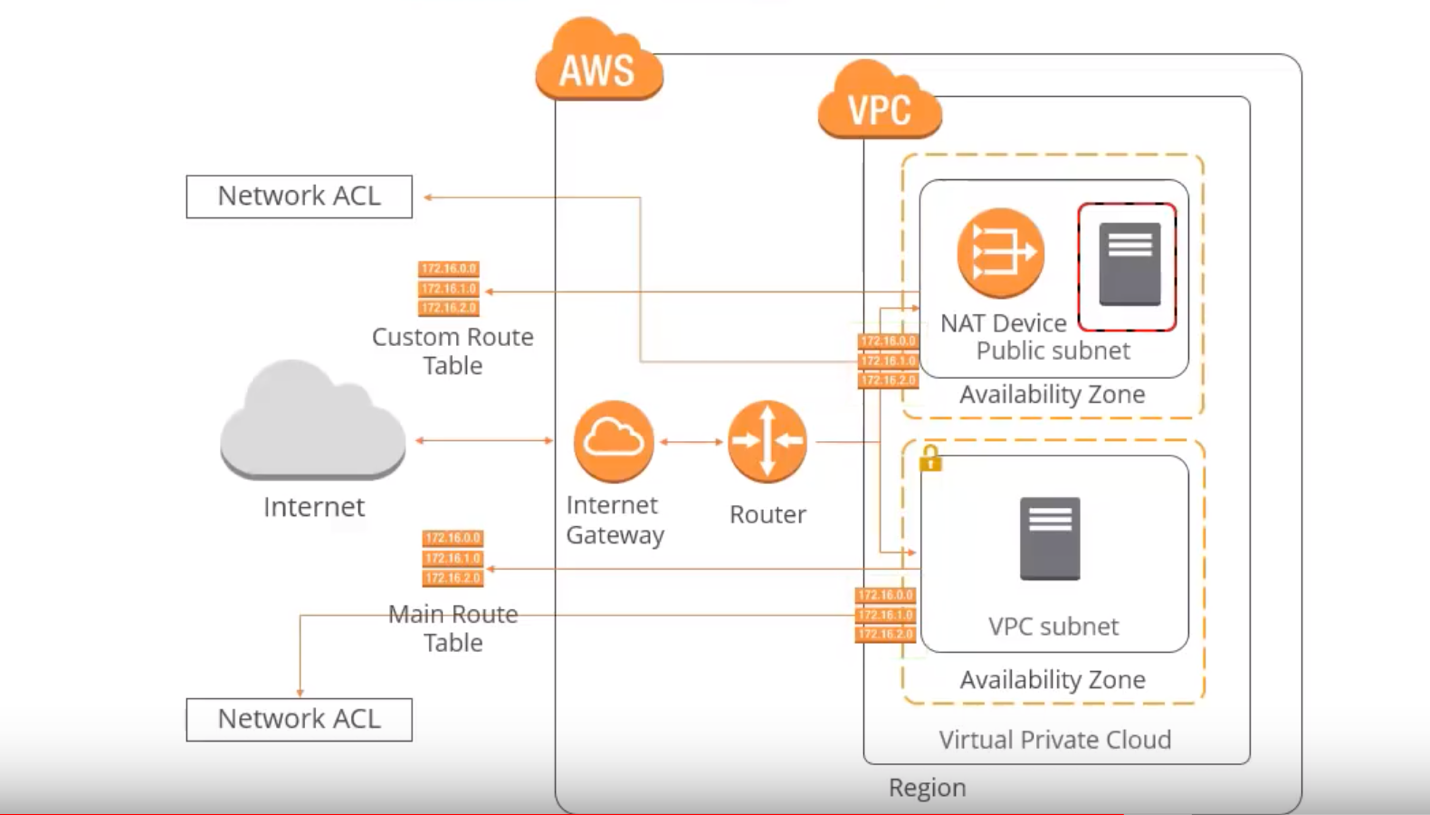 AWS
VPC
Network ACL
172.16.0.0
172.16.1.0
172.16.2.0
Custom Route
Table
NAT Device
Public subnet
172.16.0.0
172.16.1.0
172.16.2.0
Availability Zone
Internet
Internet
Gateway
Router
172.16.0.0
172.16.1.0
172.16.2.0
Main Route
Table
172.16.0.0
172.16.1.0
172.16.2.0
VPC subnet
Availability Zone
Network ACL
Virtual Private Cloud
Region